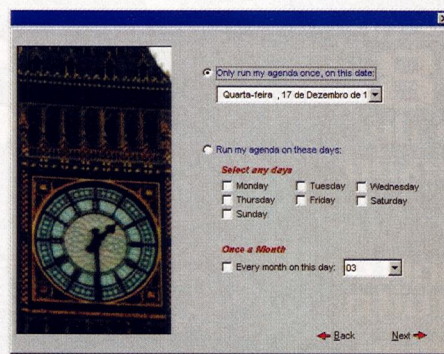 Only run my agenda once, on this date:
Quarta-feira , 17 de Dezembro de 1
Run my agenda on these days:
Select any days
Monday Tuesday Wednesday
Thursday Friday Saturday
Sunday
Once a Month
Every month on this day: 03
Back Next